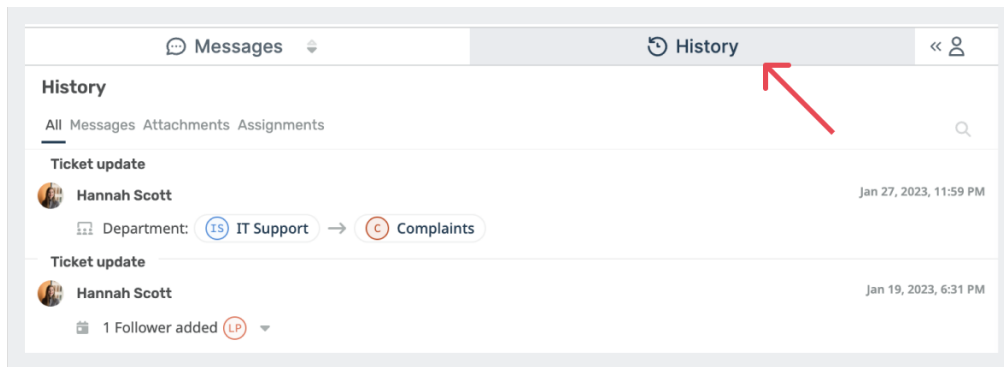 Messages History «
History
All Messages Attachments Assignments
Ticket update
Hannah Scott Jan 27, 2023, 11:59 PM
Department: IS IT Support → C Complaints
Ticket update
Hannah Scott Jan 19, 2023, 6:31 PM
1 Follower added LP